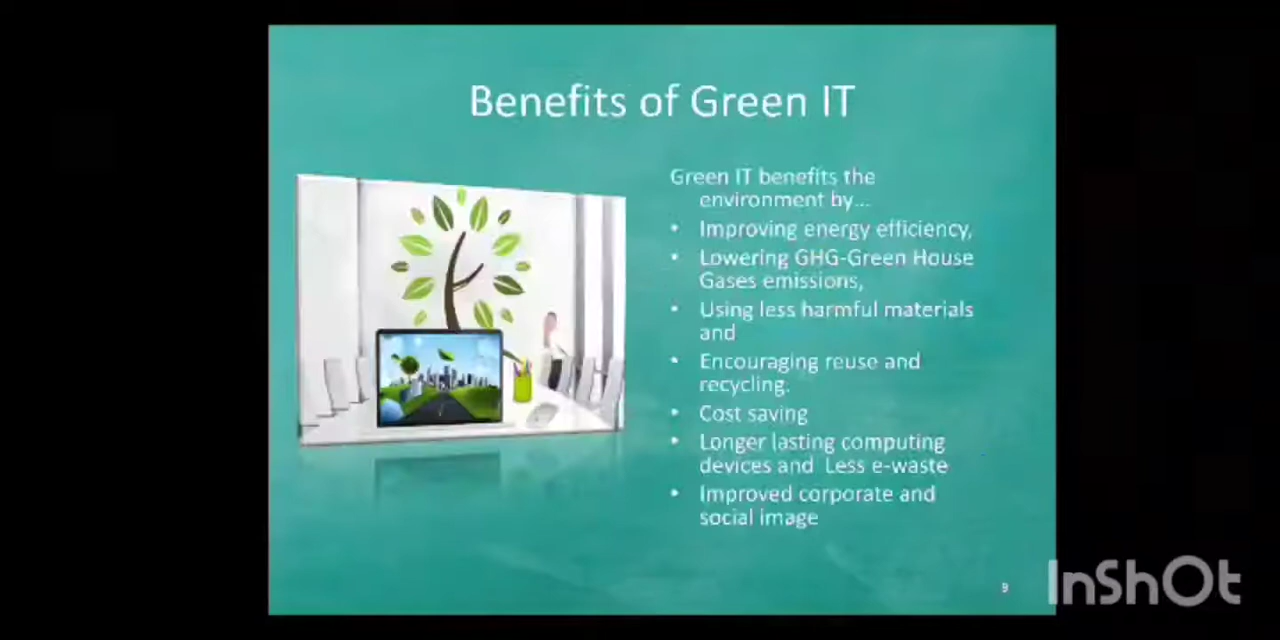 Benefits of Green IT
Green IT benefits the
environment by...
• Improving energy efficiency,
• Lowering GHG-Green House
Gases emissions,
• Using less harmful materials
and
• Encouraging reuse and
recycling.
• Cost saving
• Longer lasting computing
devices and Less e-waste
• Improved corporate and
social image
9
InShOt